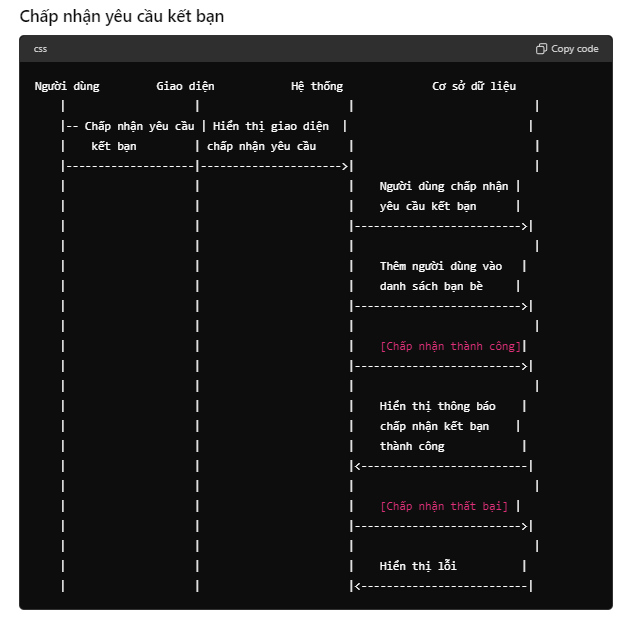 Chấp nhận yêu cầu kết bạn
css Copy code
Người dùng Giao diện Hệ thống Cơ sở dữ liệu
| | | |
|-- Chấp nhận yêu cầu | Hiển thị giao diện | |
| kết bạn | chấp nhận yêu cầu | |
|--------------------|---------------------->| |
| | | Người dùng chấp nhận |
| | | yêu cầu kết bạn |
| | |-------------------------->|
| | | |
| | | Thêm người dùng vào |
| | | danh sách bạn bè |
| | |-------------------------->|
| | | |
| | | [Chấp nhận thành công]|
| | |-------------------------->|
| | | |
| | | Hiển thị thông báo |
| | | chấp nhận kết bạn |
| | | thành công |
| | |<--------------------------|
| | | |
| | | [Chấp nhận thất bại] |
| | |-------------------------->|
| | | |
| | | Hiển thị lỗi |
| | |<--------------------------|